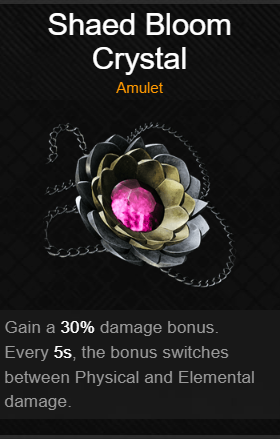 Shaed Bloom
Crystal
Amulet
Gain a 30% damage bonus.
Every 5s, the bonus switches
between Physical and Elemental
damage.